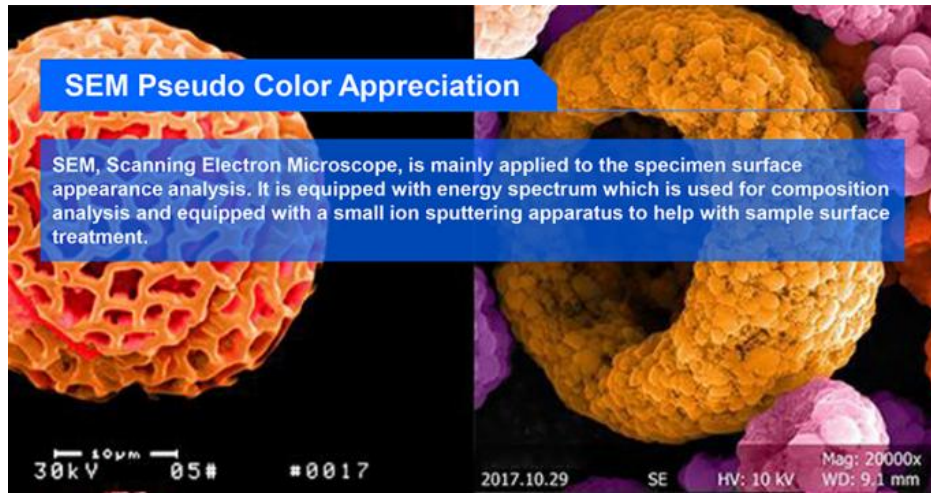 SEM Pseudo Color Appreciation
SEM, Scanning Electron Microscope, is mainly applied to the specimen surface
appearance analysis. It is equipped with energy spectrum which is used for composition
analysis and equipped with a small ion sputtering apparatus to help with sample surface
treatment.
10µm
30kV 05# #0017
Mag: 20000x
2017.10.29 SE HV: 10 kV WD: 9.1 mm